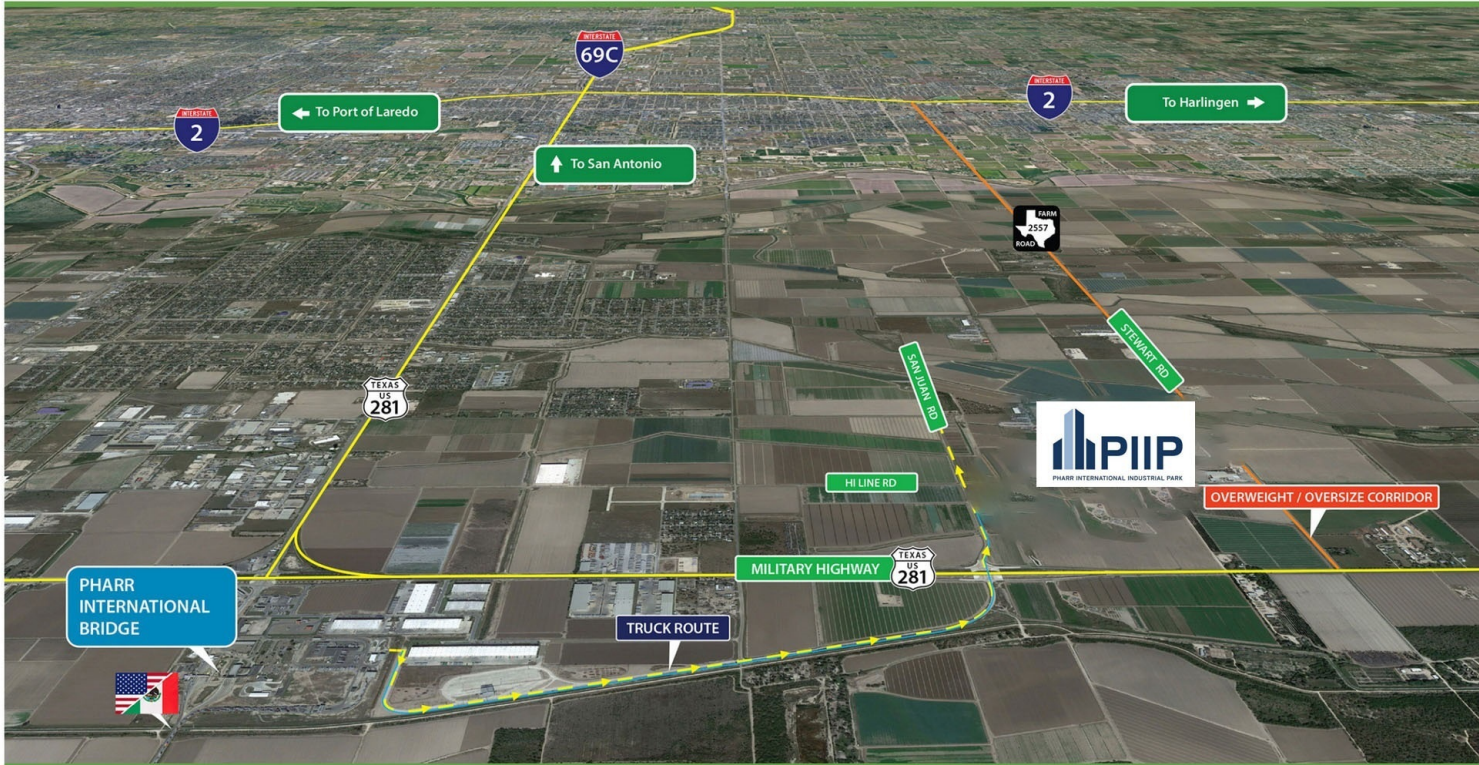 INTERSTATE
69C
INTERSTATE
2
← To Port of Laredo
INTERSTATE
2
To Harlingen →
↑ To San Antonio
FARM
2557
ROAD
STEWART RD
SAN JUAN RD
TEXAS
US
281
PIIP
PHARR INTERNATIONAL INDUSTRIAL PARK
HI LINE RD
OVERWEIGHT / OVERSIZE CORRIDOR
MILITARY HIGHWAY
TEXAS
US
281
PHARR
INTERNATIONAL
BRIDGE
TRUCK ROUTE